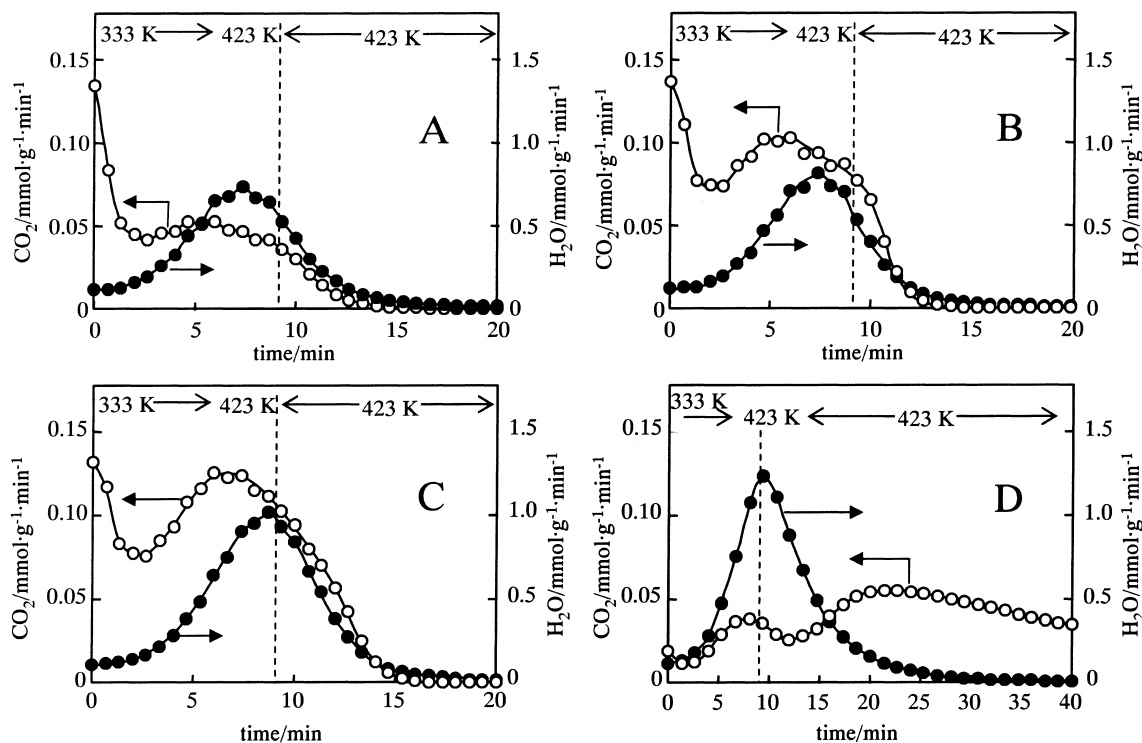 333 K 423 K 423 K
0.15
0.10
0.05
0
CO2/mmol·g-1·min-1
A
1.5
1.0
0.5
0
H2O/mmol·g-1·min-1
0 5 10 15 20
time/min
333 K 423 K 423 K
0.15
0.10
0.05
0
CO2/mmol·g-1·min-1
B
1.5
1.0
0.5
0
H2O/mmol·g-1·min-1
0 5 10 15 20
time/min
333 K 423 K 423 K
0.15
0.10
0.05
0
CO2/mmol·g-1·min-1
C
1.5
1.0
0.5
0
H2O/mmol·g-1·min-1
0 5 10 15 20
time/min
333 K 423 K 423 K
0.15
0.10
0.05
0
CO2/mmol·g-1·min-1
D
1.5
1.0
0.5
0
H2O/mmol·g-1·min-1
0 5 10 15 20 25 30 35 40
time/min